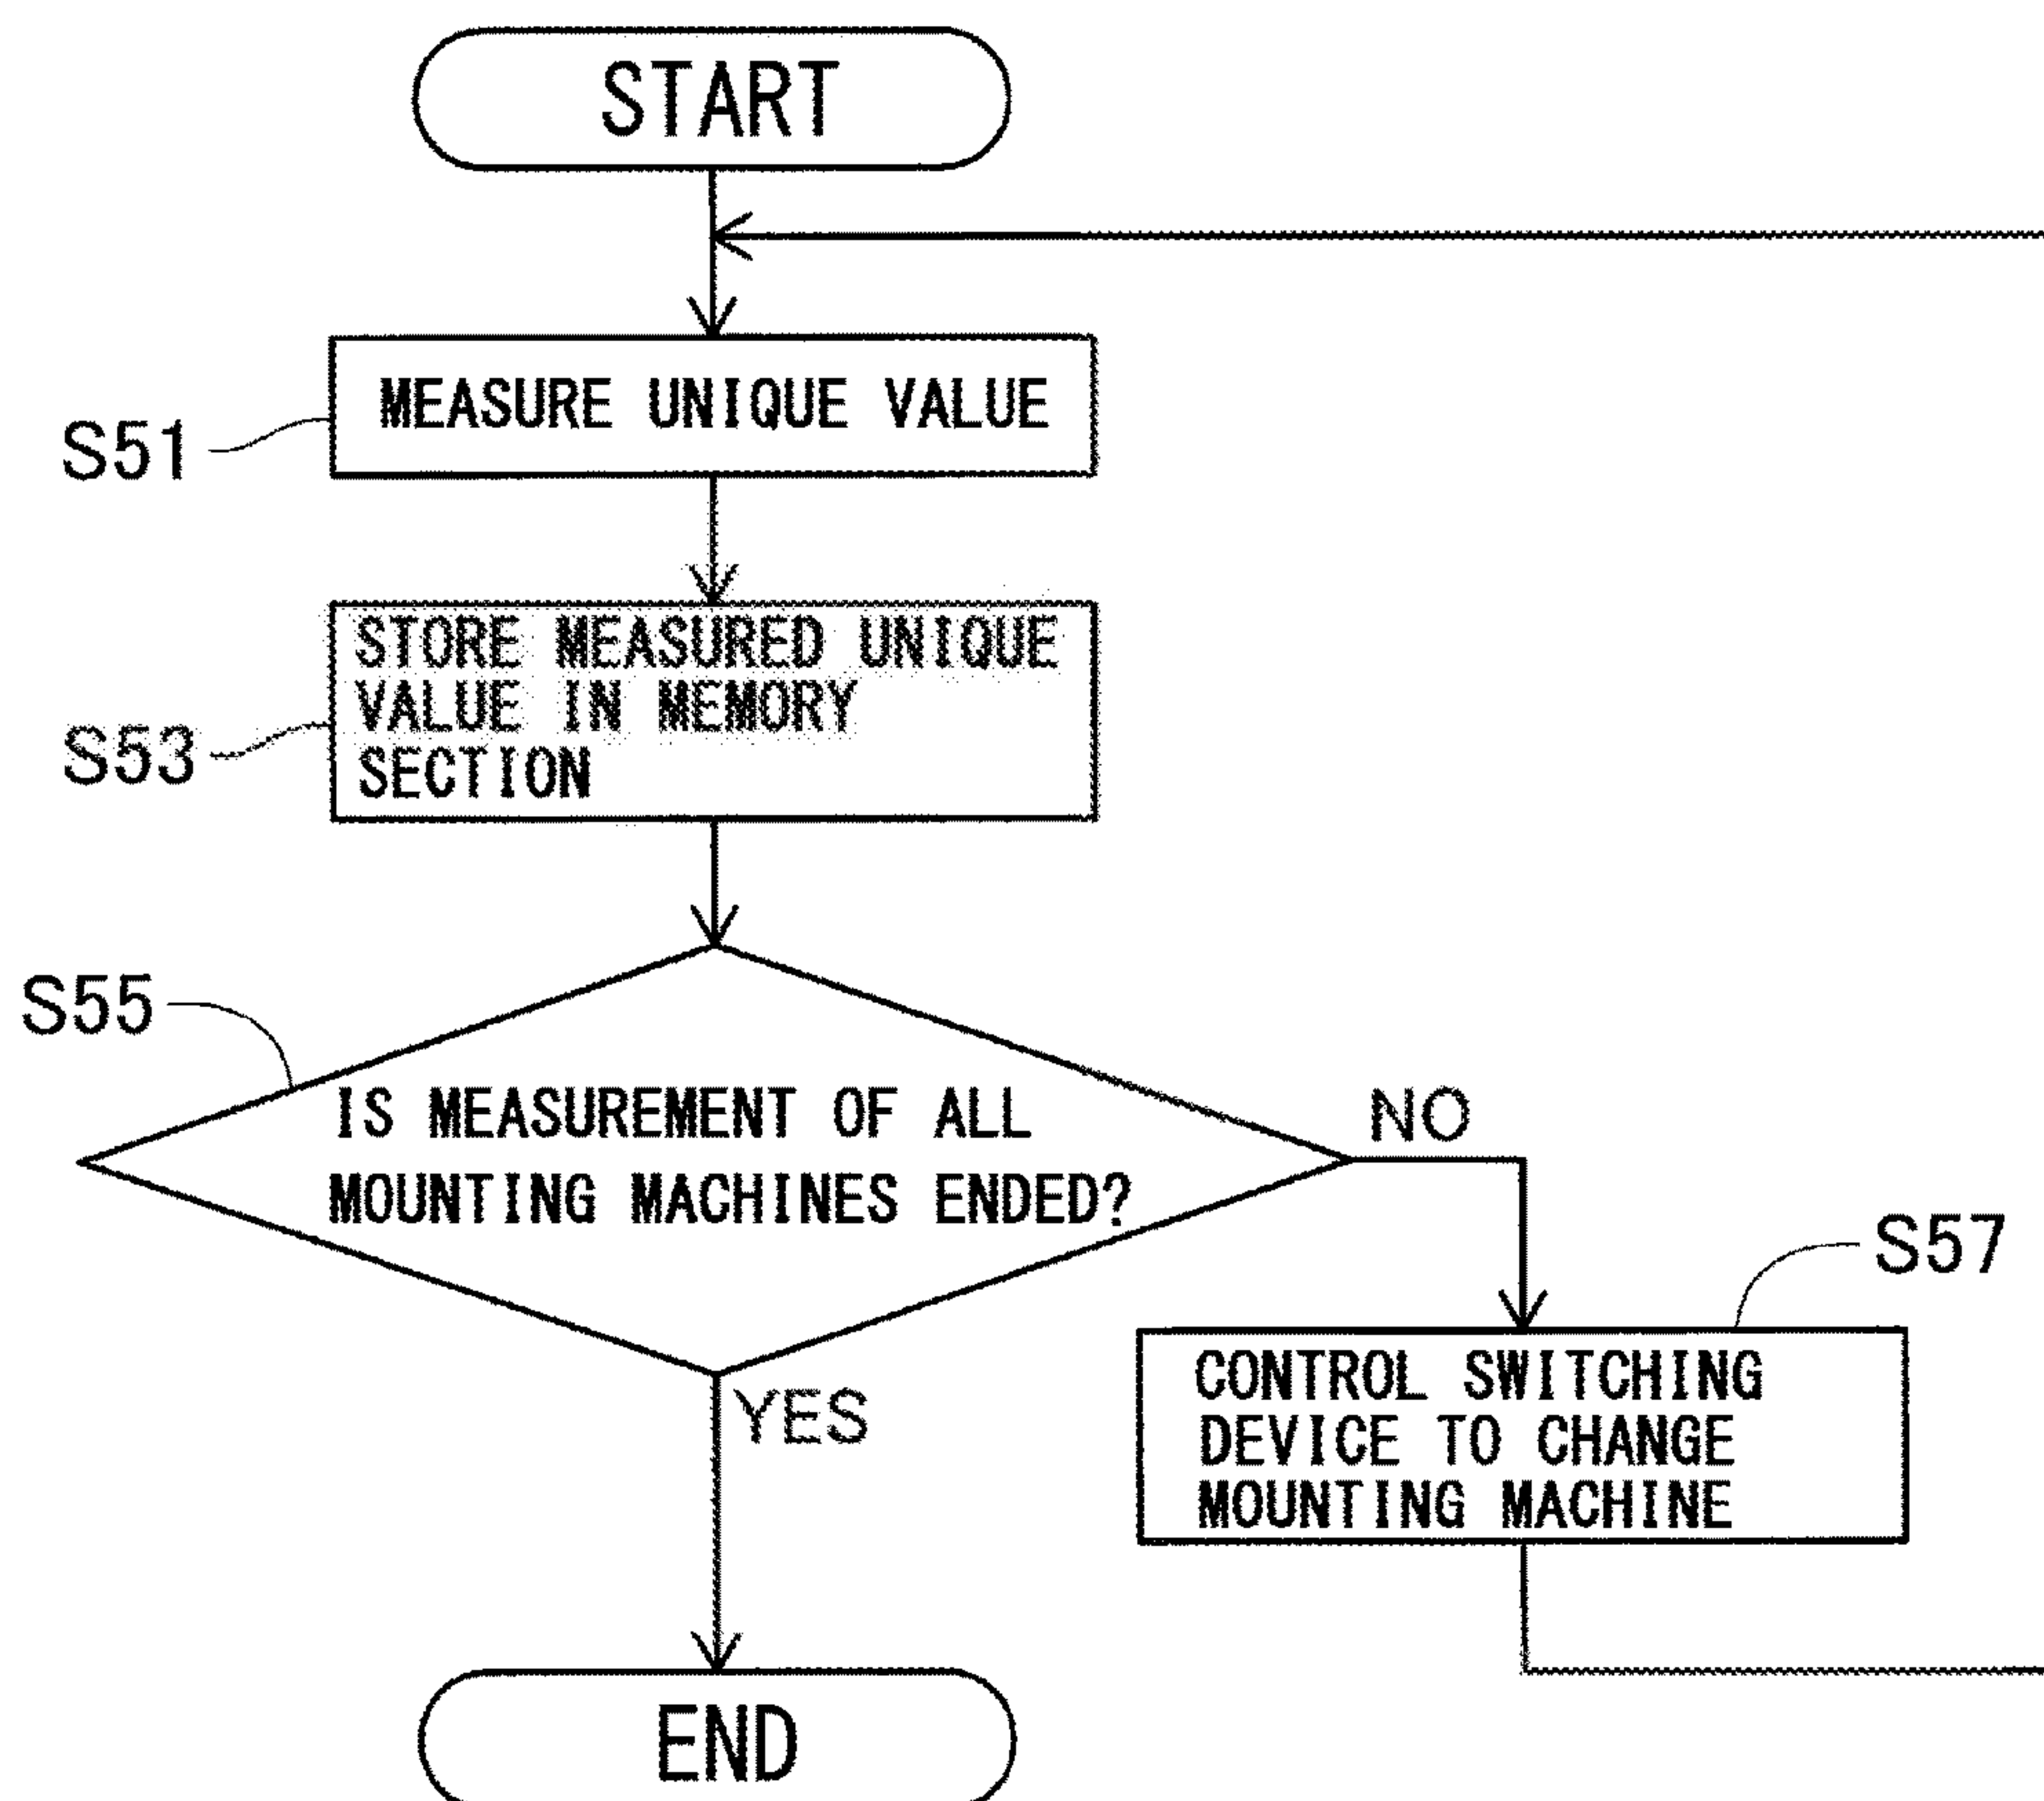 START
MEASURE UNIQUE VALUE
S51
STORE MEASURED UNIQUE
VALUE IN MEMORY
SECTION
S53
S55
IS MEASUREMENT OF ALL
MOUNTING MACHINES ENDED?
NO
YES
S57
CONTROL SWITCHING
DEVICE TO CHANGE
MOUNTING MACHINE
END